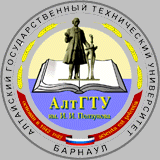 АЛТАЙСКИЙ ГОСУДАРСТВЕННЫЙ ТЕХНИЧЕСКИЙ УНИВЕРСИТЕТ
АлтГТУ
им. И. И. Ползунова
БАРНАУЛ